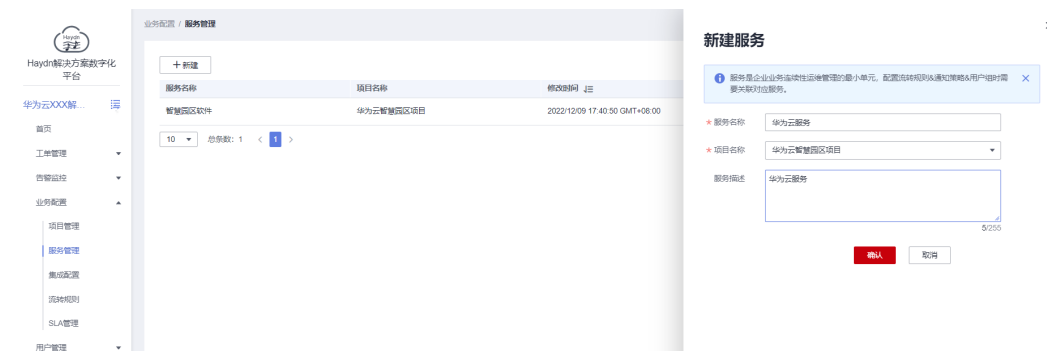 Haydn
Haydn解决方案数字化
平台
华为云XXX解...
首页
工单管理
告警监控
业务配置
项目管理
服务管理
集成配置
流转规则
SLA管理
用户管理
业务配置 / 服务管理
+ 新建
服务名称 项目名称 修改时间
智慧园区软件 华为云智慧园区项目 2022/12/09 17:40:50 GMT+08:00
10 总条数: 1 < 1 >
新建服务
服务是企业业务连续性运维管理的最小单元。配置流转规则&通知策略&用户组时需
要关联对应服务。
* 服务名称 华为云服务
* 项目名称 华为云智慧园区项目
服务描述 华为云服务
5/255
确认 取消